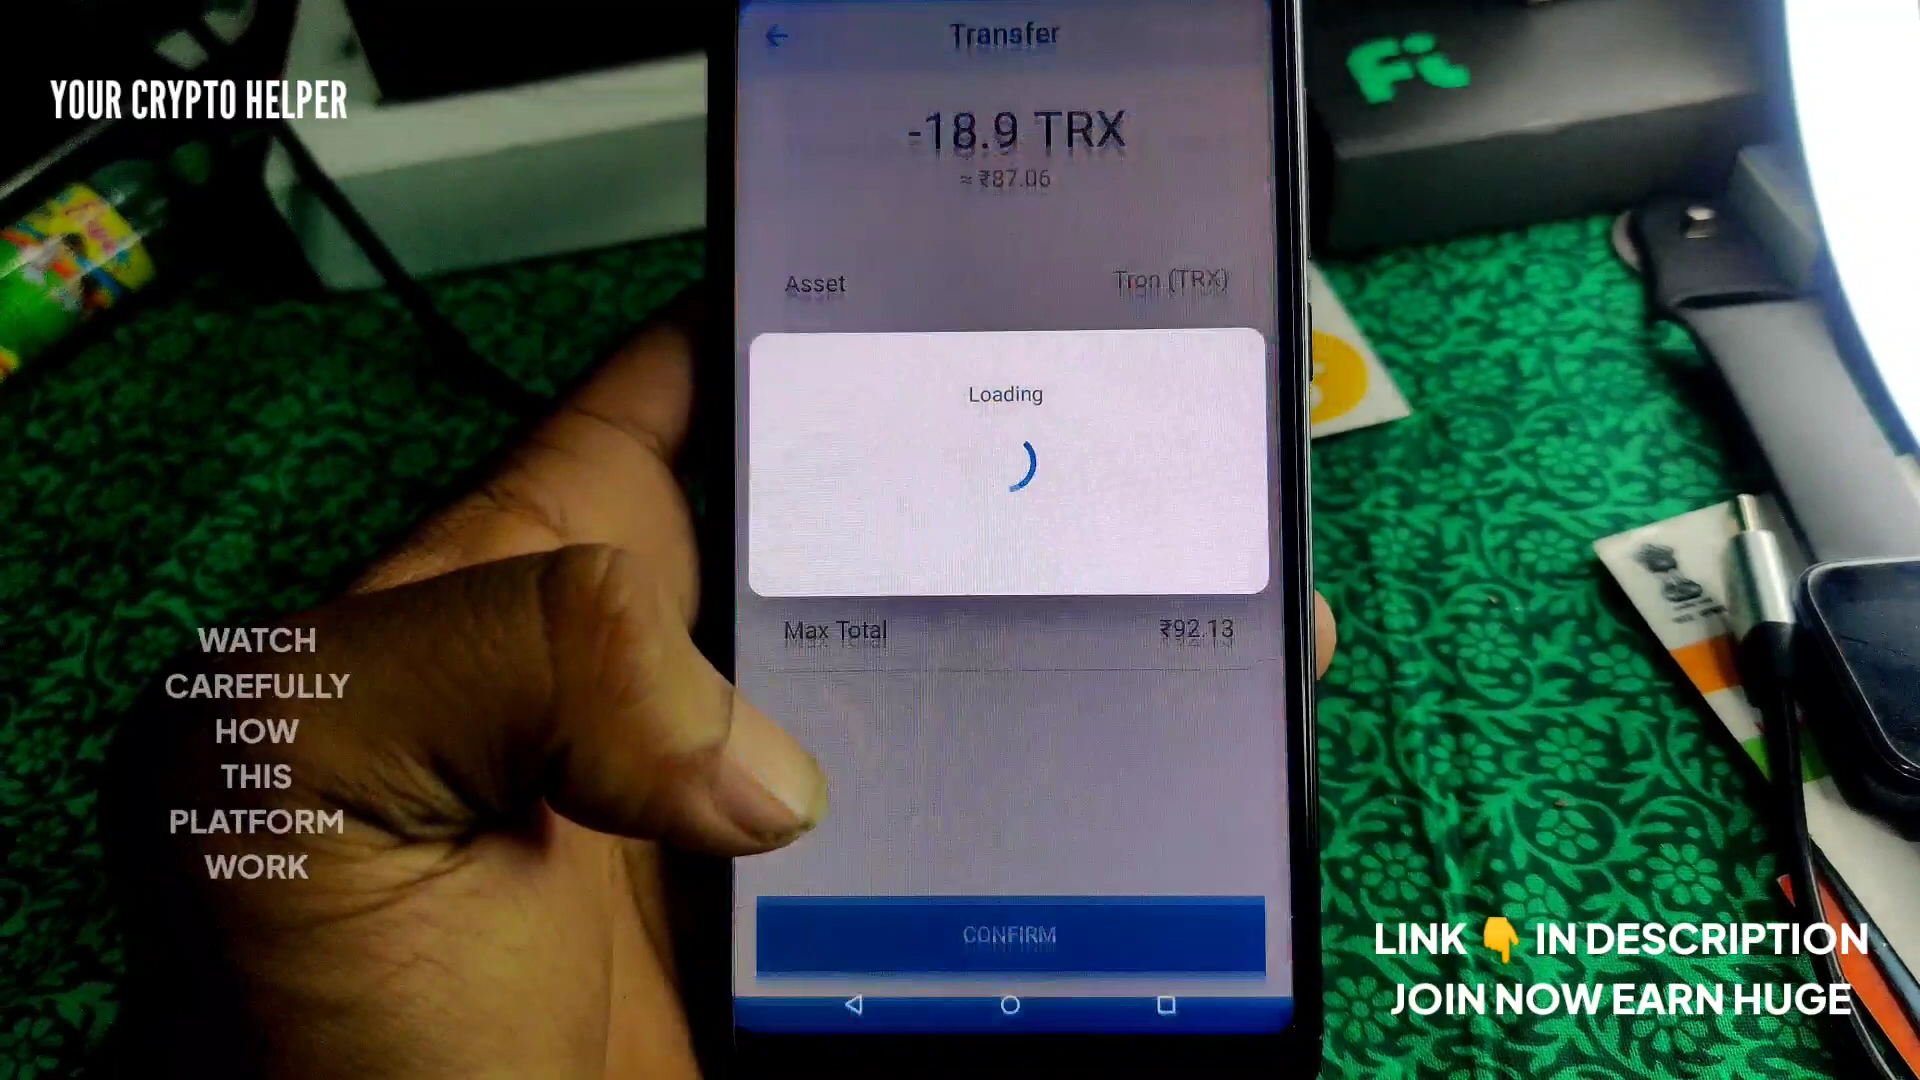 YOUR CRYPTO HELPER
Transfer
-18.9 TRX
≈ ₹87.06
Asset
Tron (TRX)
Loading
Max Total
₹92.13
CONFIRM
Fi
WATCH
CAREFULLY
HOW
THIS
PLATFORM
WORK
LINK 👇 IN DESCRIPTION
JOIN NOW EARN HUGE